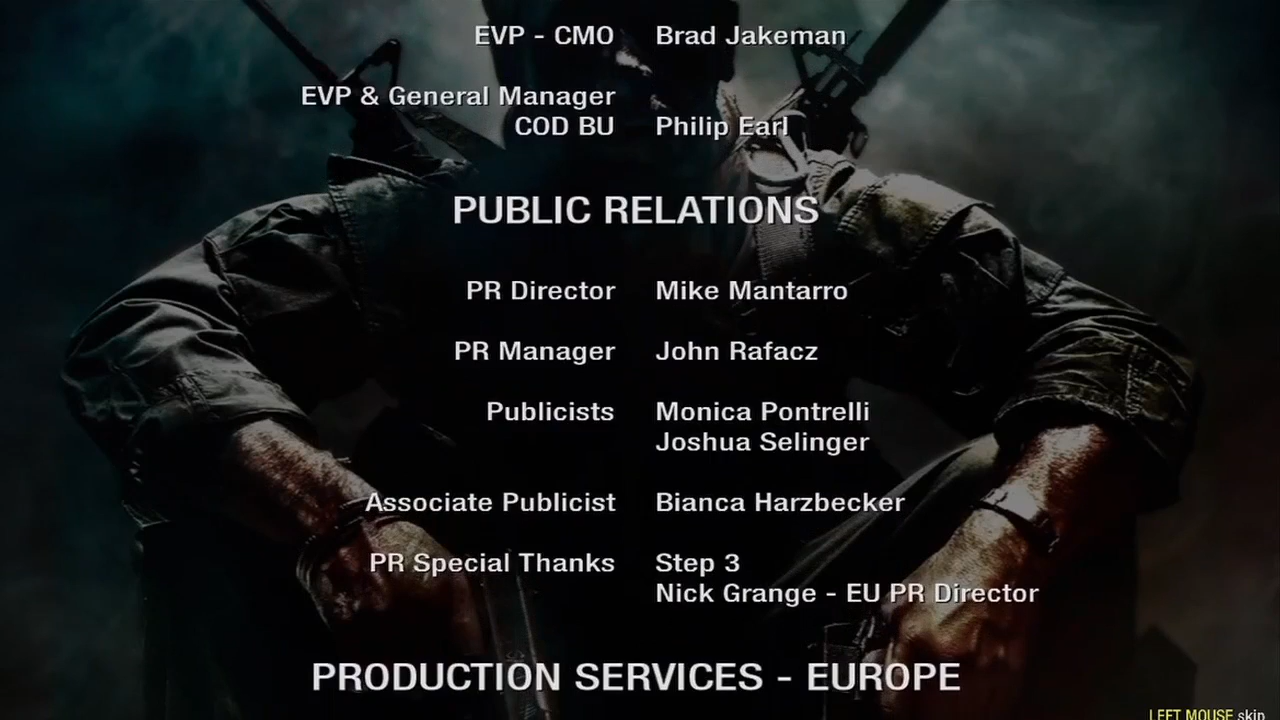 EVP - CMO Brad Jakeman
EVP & General Manager
COD BU Philip Earl
PUBLIC RELATIONS
PR Director Mike Mantarro
PR Manager John Rafacz
Publicists Monica Pontrelli
Joshua Selinger
Associate Publicist Bianca Harzbecker
PR Special Thanks Step 3
Nick Grange - EU PR Director
PRODUCTION SERVICES - EUROPE
LEFT MOUSE skip